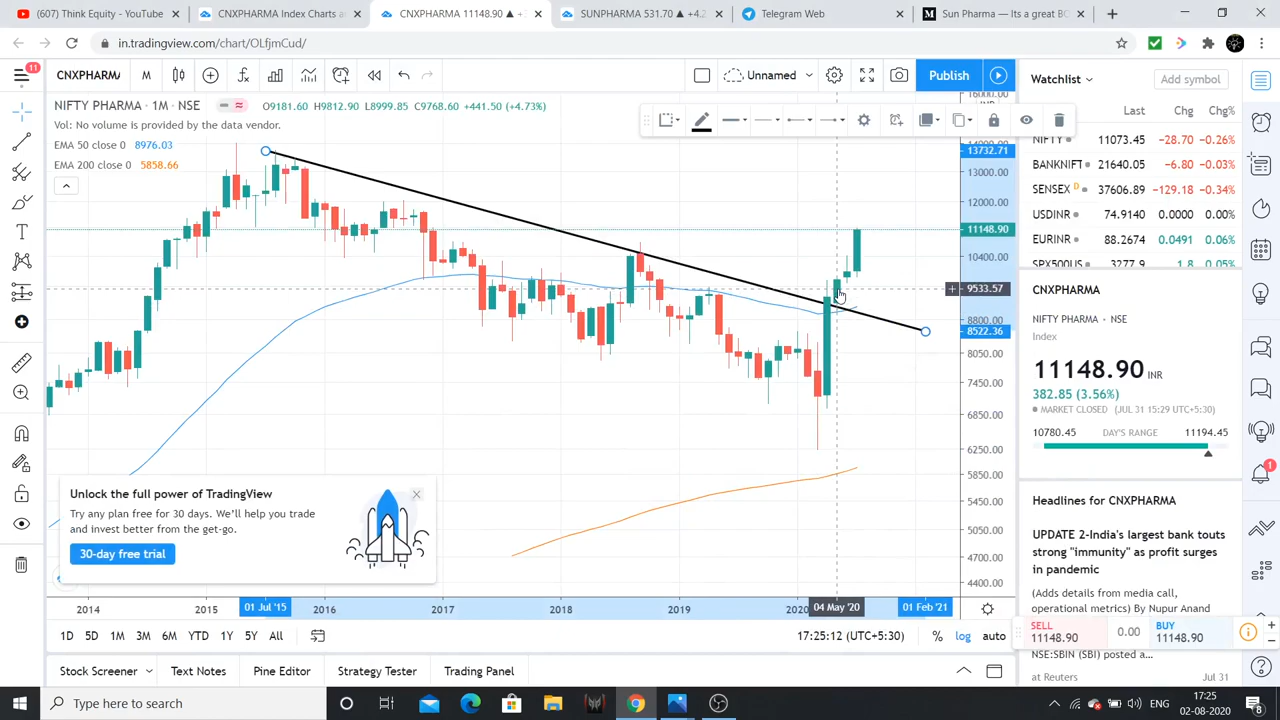 (607) Think Equity - YouTube
CNXPHARMA Index Charts a
CNXPHARMA 11148.90 ▲
SUNPHARMA 531.70 ▲ +4.2
Telegram Web
Sun Pharma — Its a great BO
in.tradingview.com/chart/OLfjmCud/
11
CNXPHARMA
M
Unnamed
Publish
Watchlist
Add symbol
NIFTY PHARMA · 1M · NSE
O9181.60 H9812.90 L8999.85 C9768.60 +441.50 (+4.73%)
Vol: No volume is provided by the data vendor.
EMA 50 close 0 8976.03
EMA 200 close 0 5858.66
Last Chg Chg%
NIFTY 11073.45 -28.70 -0.26%
BANKNIFT 21640.05 -6.80 -0.03%
SENSEX D 37606.89 -129.18 -0.34%
USDINR 74.9140 0.0000 0.00%
EURINR 88.2674 0.0491 0.06%
SPX500US 3277.9 1.8 0.05%
16000.00
13732.71
13000.00
12000.00
11148.90
10400.00
9533.57
8800.00
8522.36
8050.00
7450.00
6850.00
6250.00
5850.00
5450.00
5050.00
4700.00
4400.00
CNXPHARMA
NIFTY PHARMA · NSE
Index
11148.90 INR
382.85 (3.56%)
MARKET CLOSED (JUL 31 15:29 UTC+5:30)
10780.45 DAY'S RANGE 11194.45
Headlines for CNXPHARMA
UPDATE 2-India's largest bank touts
strong "immunity" as profit surges
in pandemic
(Adds details from media call,
operational metrics) By Nupur Anand
SELL
11148.90
0.00
BUY
11148.90
NSE:SBIN (SBI) posted a…
at Reuters Jul 31
1
Unlock the full power of TradingView
Try any plan free for 30 days. We'll help you trade
and invest better from the get-go.
30-day free trial
2014 2015 01 Jul '15 2016 2017 2018 2019 2020 04 May '20 01 Feb '21
1D 5D 1M 3M 6M YTD 1Y 5Y All
17:25:12 (UTC+5:30) % log auto
Stock Screener Text Notes Pine Editor Strategy Tester Trading Panel
Type here to search
ENG
17:25
02-08-2020
8